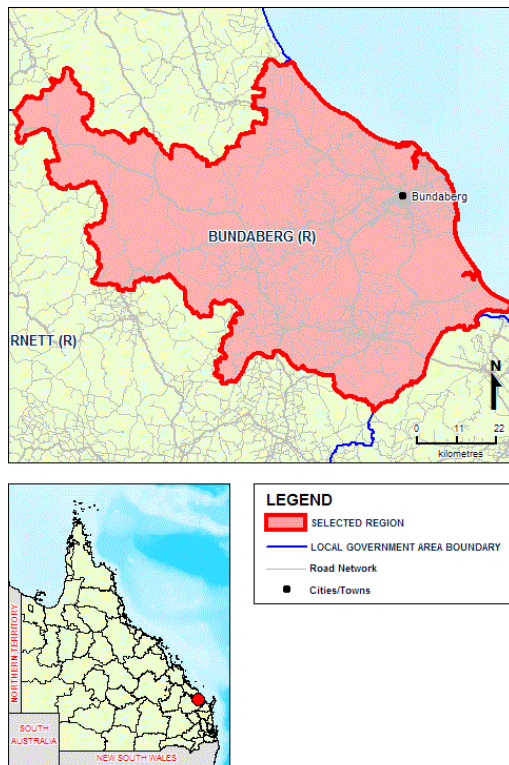 Bundaberg
BUNDABERG (R)
RNETT (R)
N
0 11 22
kilometres
LEGEND
SELECTED REGION
LOCAL GOVERNMENT AREA BOUNDARY
Road Network
Cities/Towns
NORTHERN TERRITORY
SOUTH
AUSTRALIA
NEW SOUTH WALES